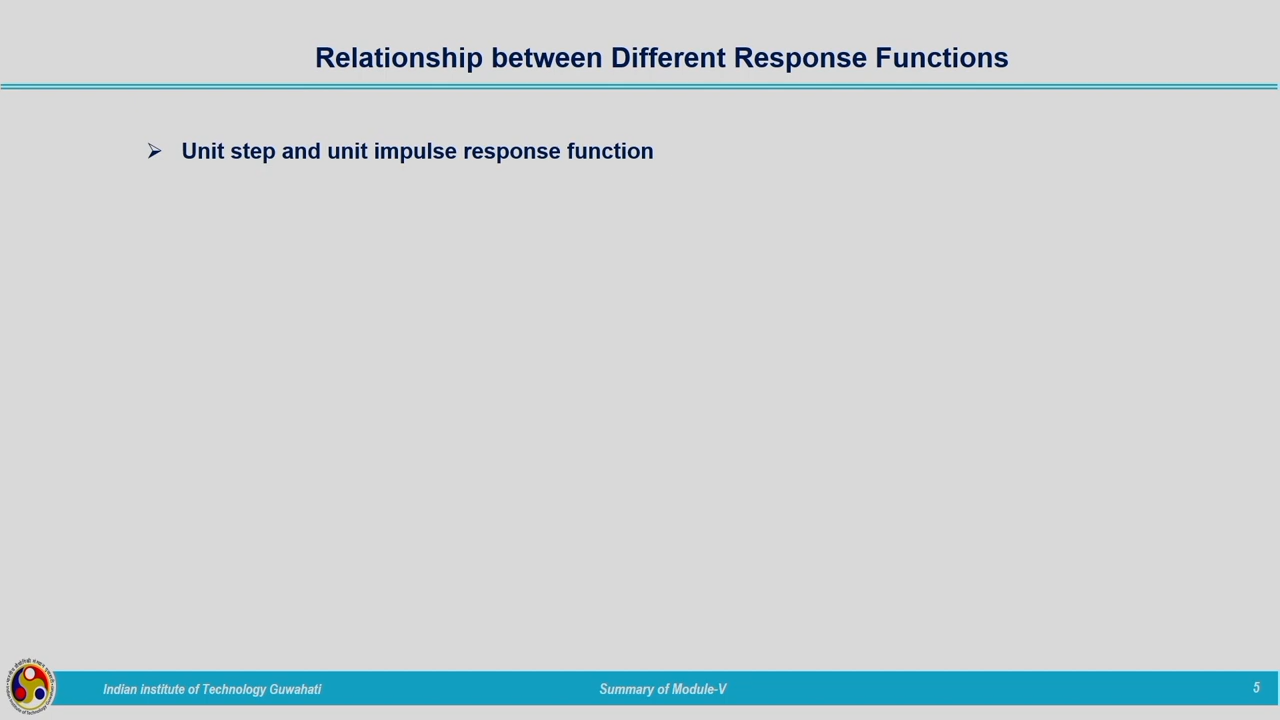 Relationship between Different Response Functions
Unit step and unit impulse response function
Indian institute of Technology Guwahati
Summary of Module-V
5